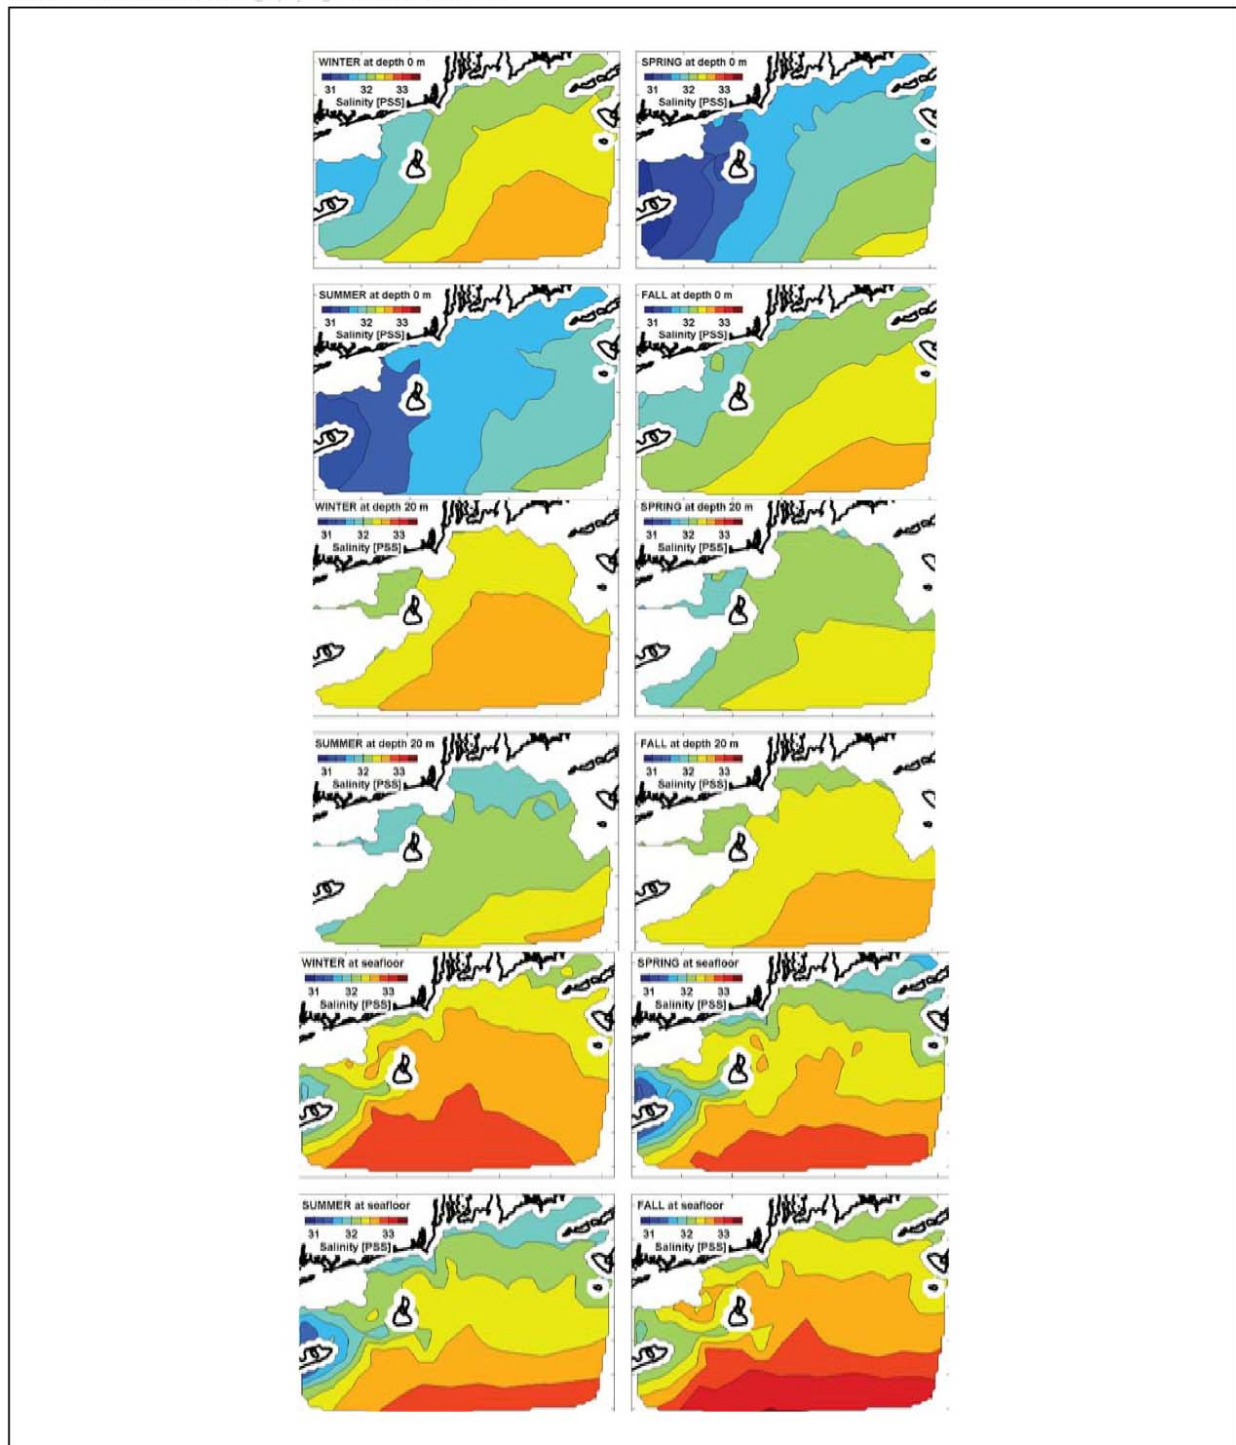 WINTER at depth 0 m
31 32 33
Salinity [PSS]
SPRING at depth 0 m
31 32 33
Salinity [PSS]
SUMMER at depth 0 m
31 32 33
Salinity [PSS]
FALL at depth 0 m
31 32 33
Salinity [PSS]
WINTER at depth 20 m
31 32 33
Salinity [PSS]
SPRING at depth 20 m
31 32 33
Salinity [PSS]
SUMMER at depth 20 m
31 32 33
Salinity [PSS]
FALL at depth 20 m
31 32 33
Salinity [PSS]
WINTER at seafloor
31 32 33
Salinity [PSS]
SPRING at seafloor
31 32 33
Salinity [PSS]
SUMMER at seafloor
31 32 33
Salinity [PSS]
FALL at seafloor
31 32 33
Salinity [PSS]